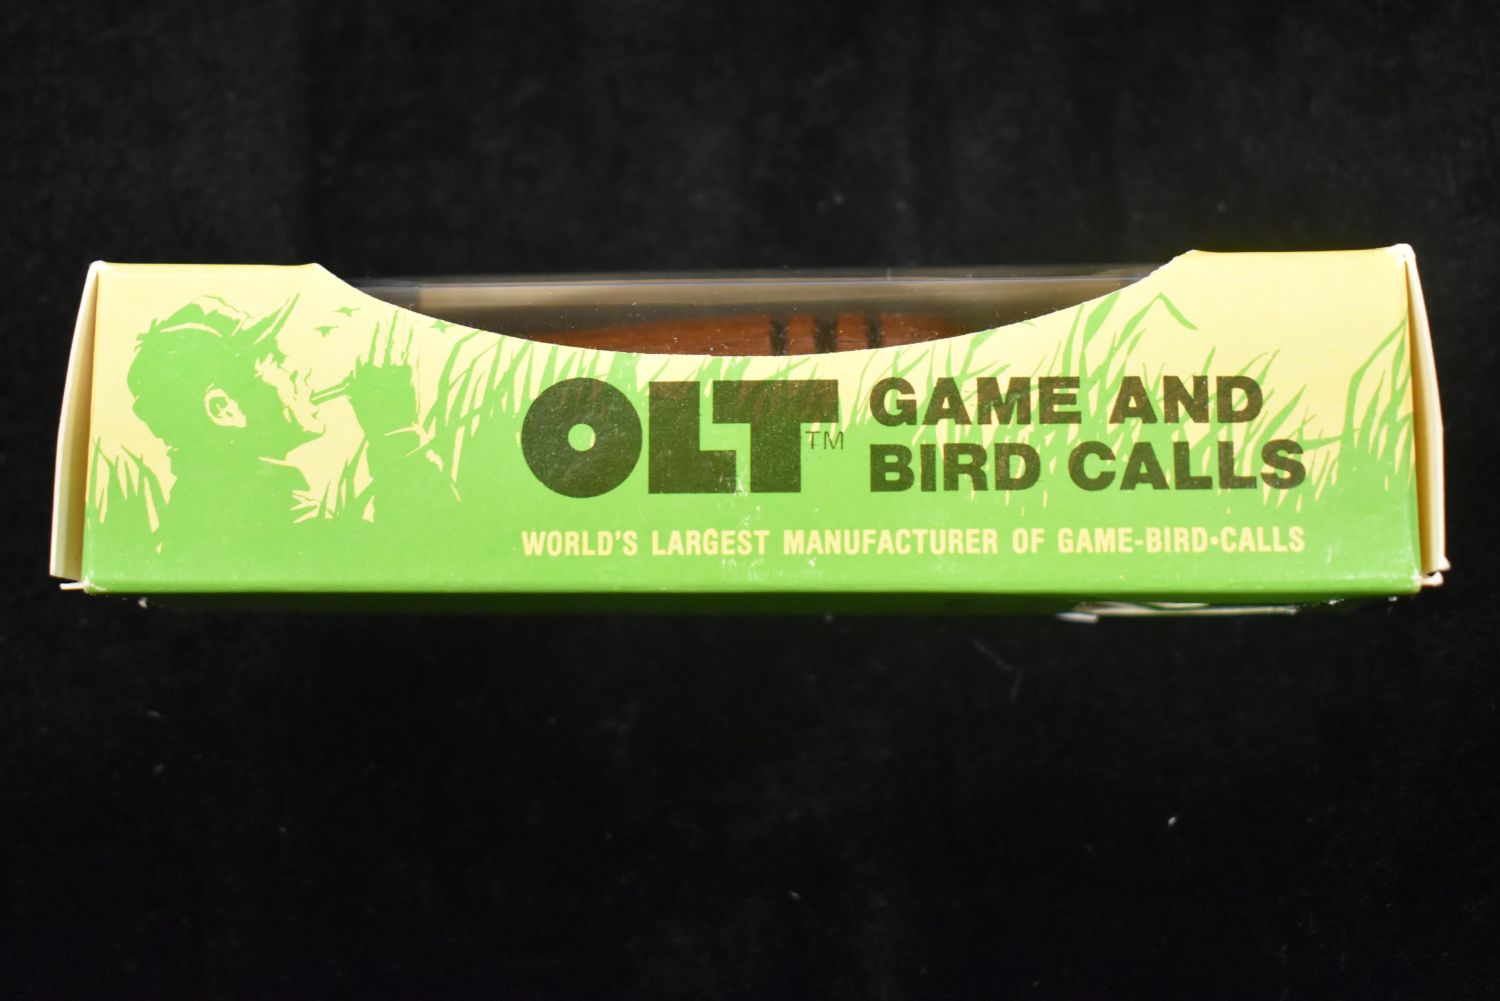 OLT™ GAME AND
BIRD CALLS
WORLD'S LARGEST MANUFACTURER OF GAME-BIRD•CALLS